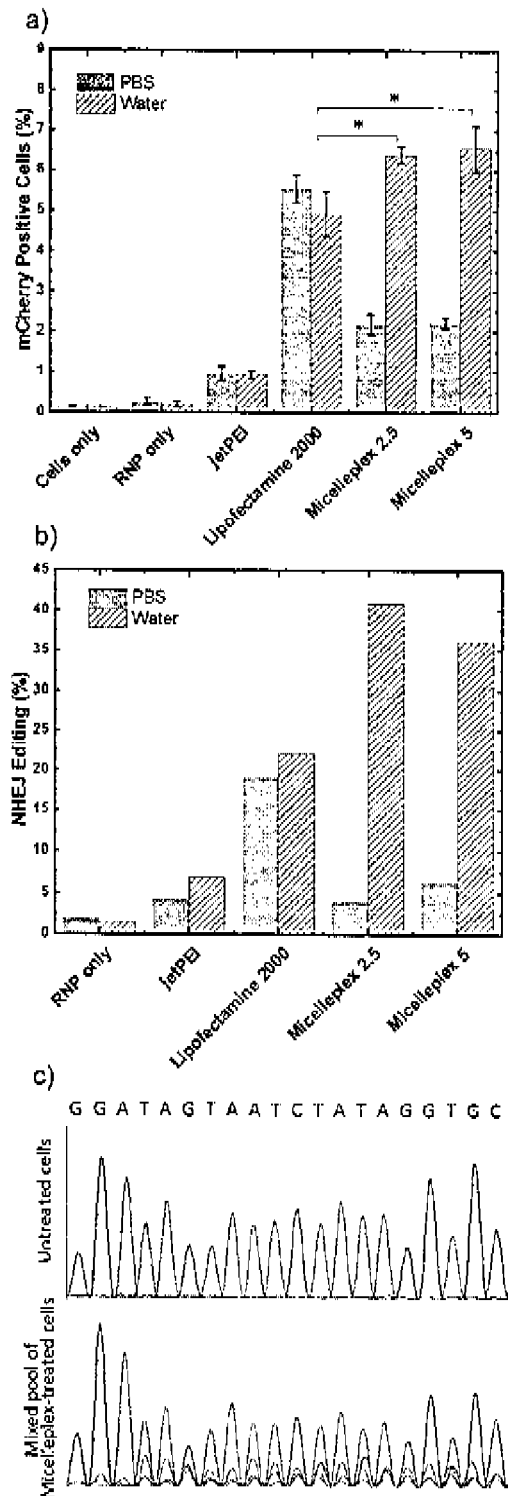 a)
9
8
7
6
5
4
3
2
1
0
mCherry Positive Cells (%)
PBS
Water
*
*
Cells only
RNP only
jetPEI
Lipofectamine 2000
Micelleplex 2.5
Micelleplex 5
b)
45
40
35
30
25
20
15
10
5
0
NHEJ Editing (%)
PBS
Water
RNP only
jetPEI
Lipofectamine 2000
Micelleplex 2.5
Micelleplex 5
c)
G G A T A G T A A T C T A T A G G T G C
Untreated cells
Mixed pool of
Micelleplex-treated cells